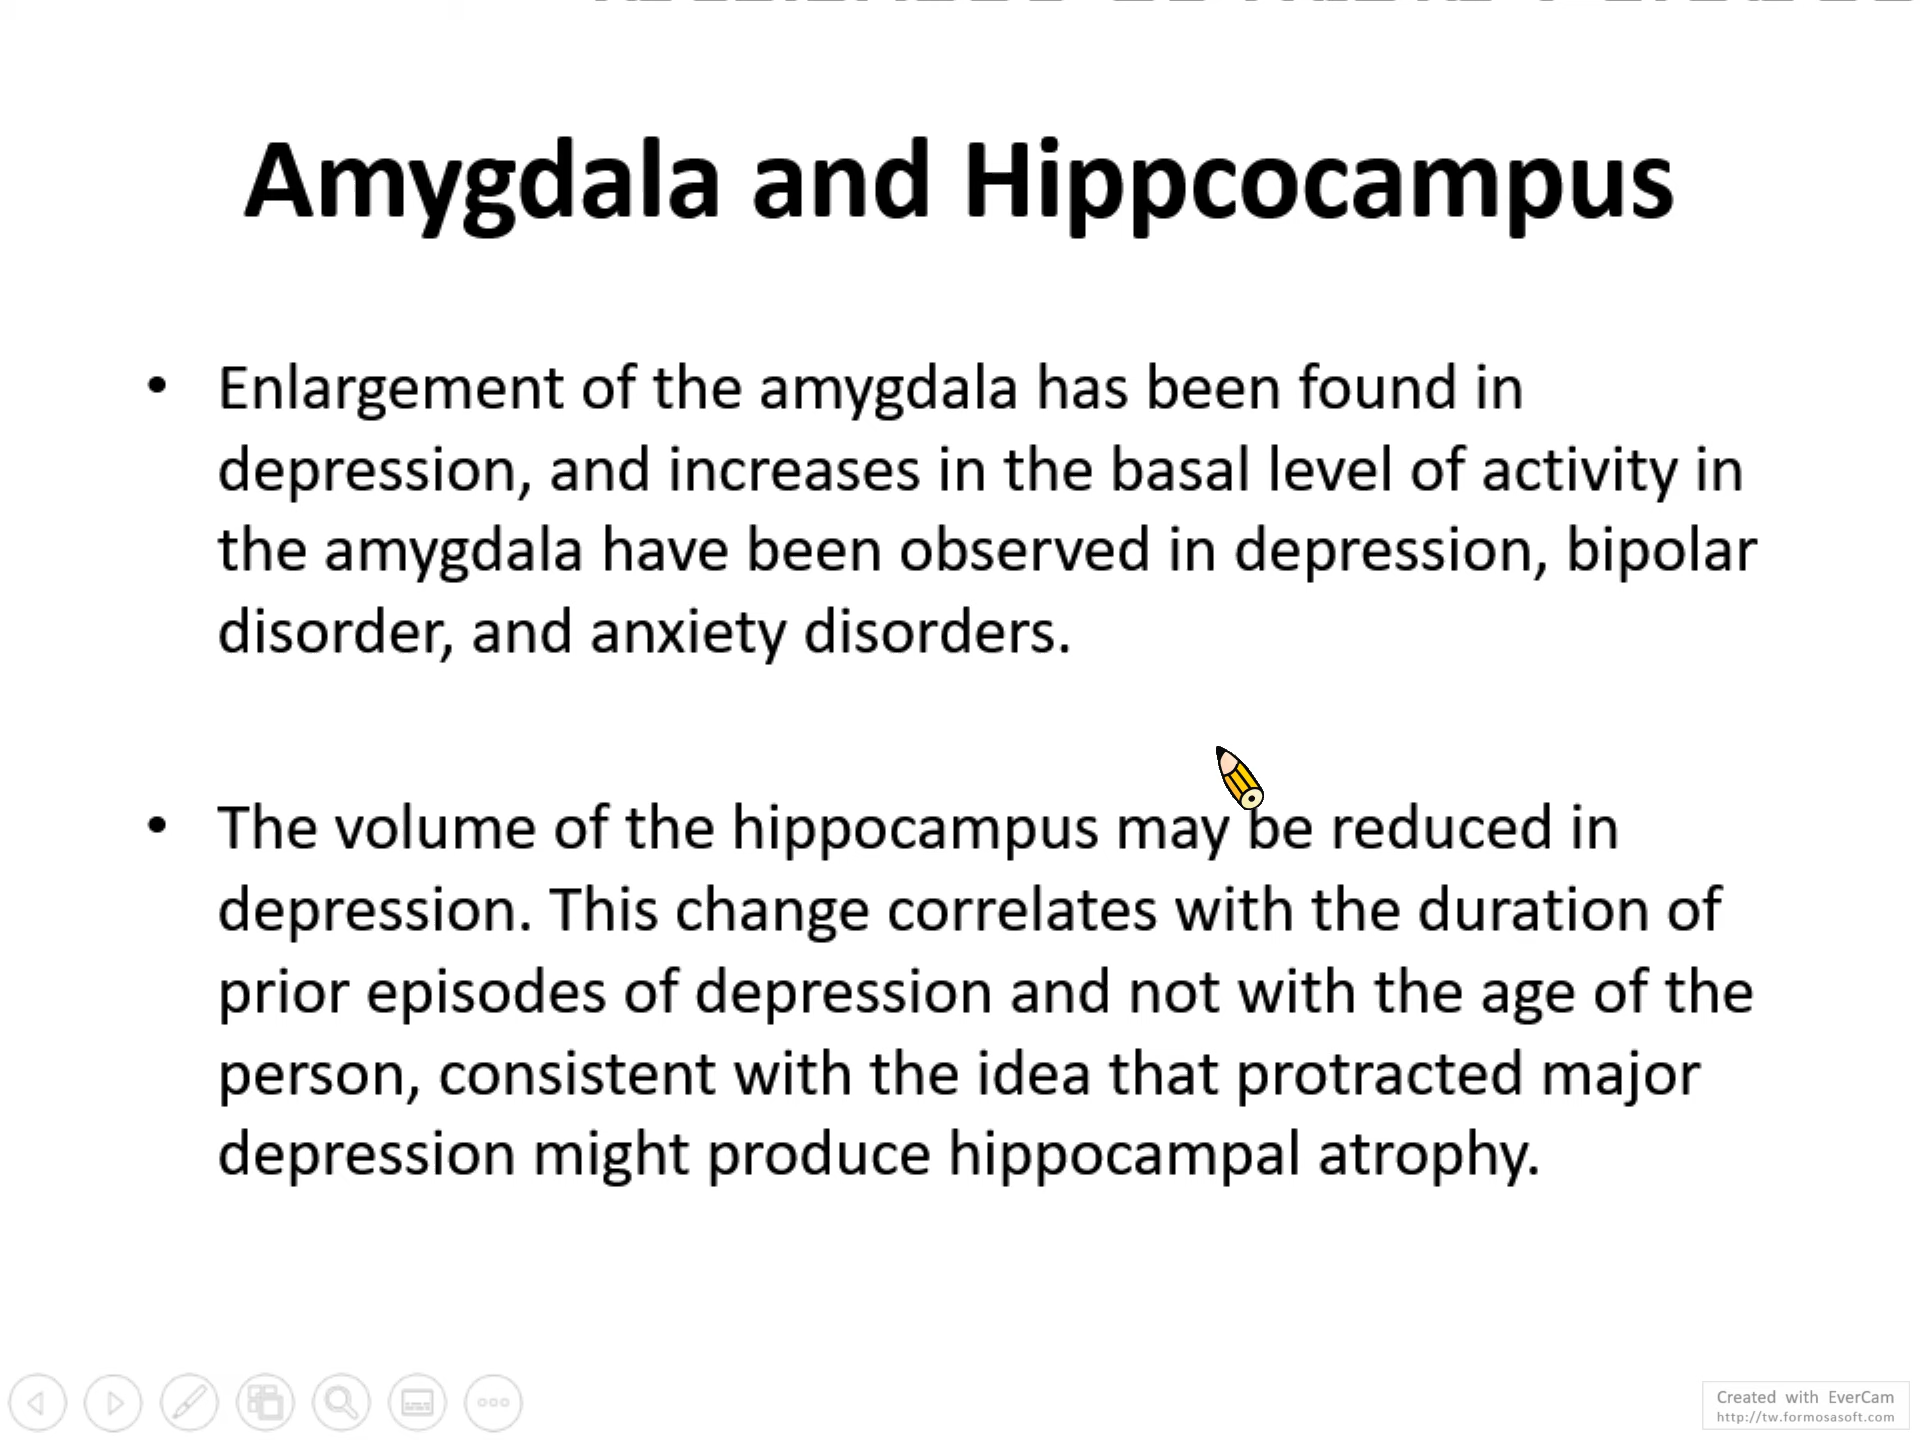 Amygdala and Hippcocampus
• Enlargement of the amygdala has been found in
depression, and increases in the basal level of activity in
the amygdala have been observed in depression, bipolar
disorder, and anxiety disorders.
• The volume of the hippocampus may be reduced in
depression. This change correlates with the duration of
prior episodes of depression and not with the age of the
person, consistent with the idea that protracted major
depression might produce hippocampal atrophy.
Created with EverCam
http://tw.formosasoft.com